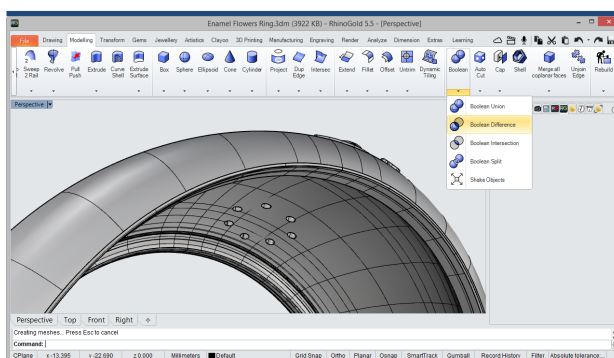 Enamel Flowers Ring.3dm (3922 KB) - RhinoGold 5.5 - [Perspective]
File Drawing Modelling Transform Gems Jewellery Artistics Clayoo 3D Printing Manufacturing Engraving Render Analyze Dimension Extras Learning
Sweep 2 Rail Revolve Pull Push Extrude Curve Shell Extrude Surface Box Sphere Ellipsoid Cone Cylinder Project Dup Edge Intersec Extend Fillet Offset Untrim Dynamic Tiling Boolean Auto Cut Cap Shell Merge all coplanar faces Unjoin Edge Rebuild
Perspective
Boolean Union
Boolean Difference
Boolean Intersection
Boolean Split
Shake Objects
Perspective Top Front Right
Creating meshes... Press Esc to cancel
Command:
CPlane x -13.395 y -22.690 z 0.000 Millimeters Default Grid Snap Ortho Planar Osnap SmartTrack Gumball Record History Filter Absolute tolerance:...